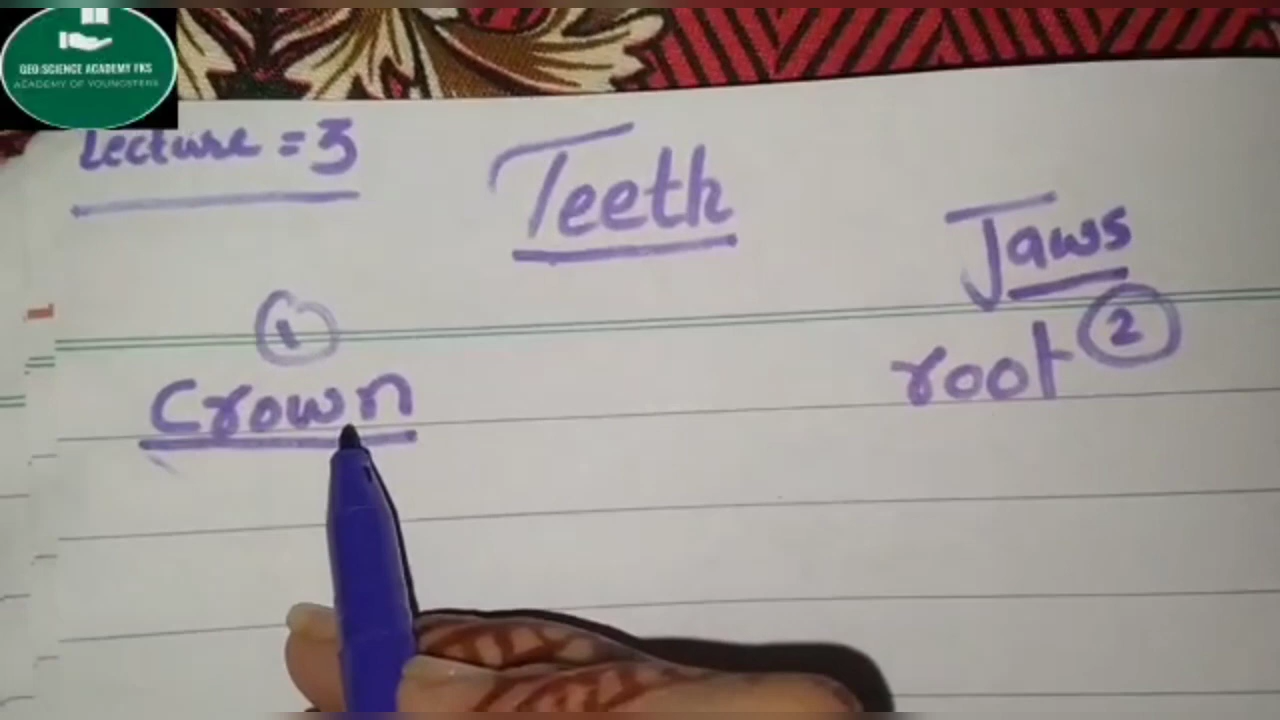 GEO:SCIENCE ACADEMY FKS
ACADEMY OF YOUNGSTERS
Lecture = 3
Teeth
Jaws
1
2
Crown
root